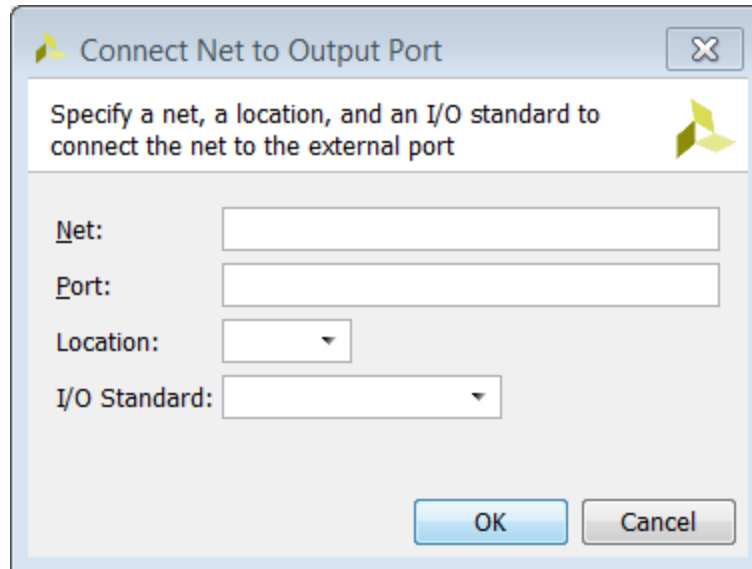 Connect Net to Output Port
Specify a net, a location, and an I/O standard to
connect the net to the external port
Net:
Port:
Location:
I/O Standard:
OK
Cancel